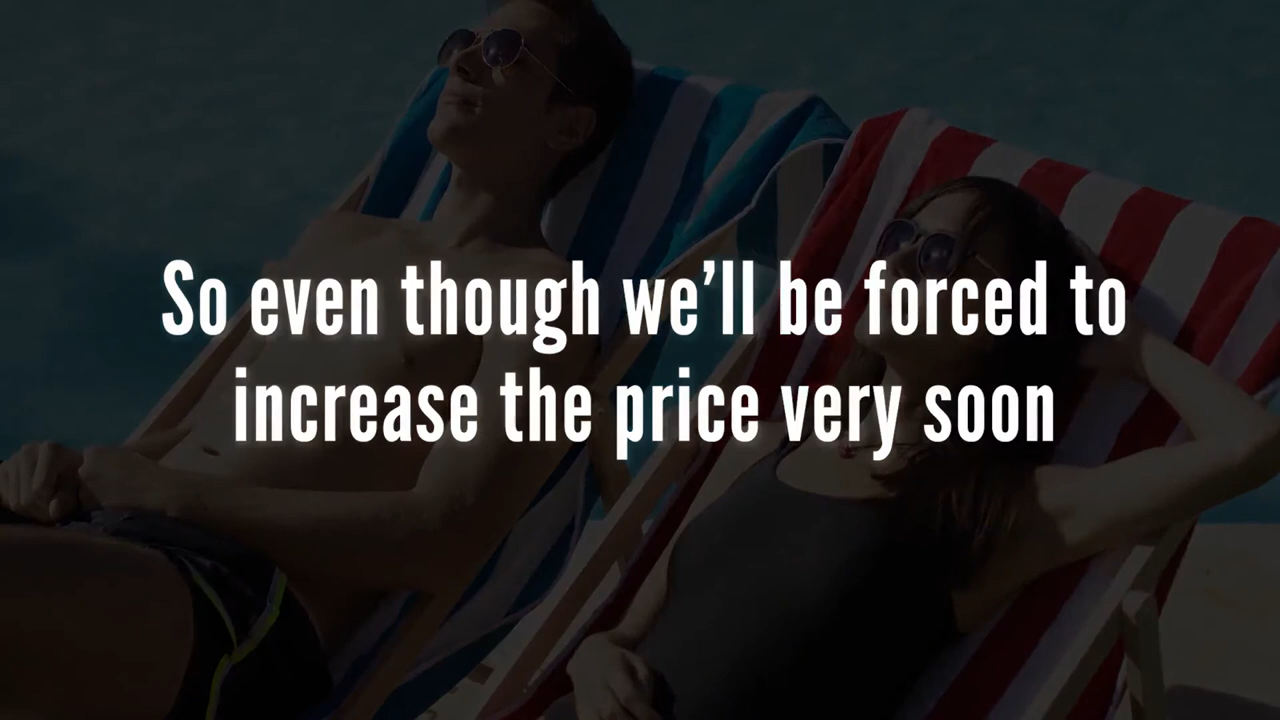 So even though we’ll be forced to
increase the price very soon